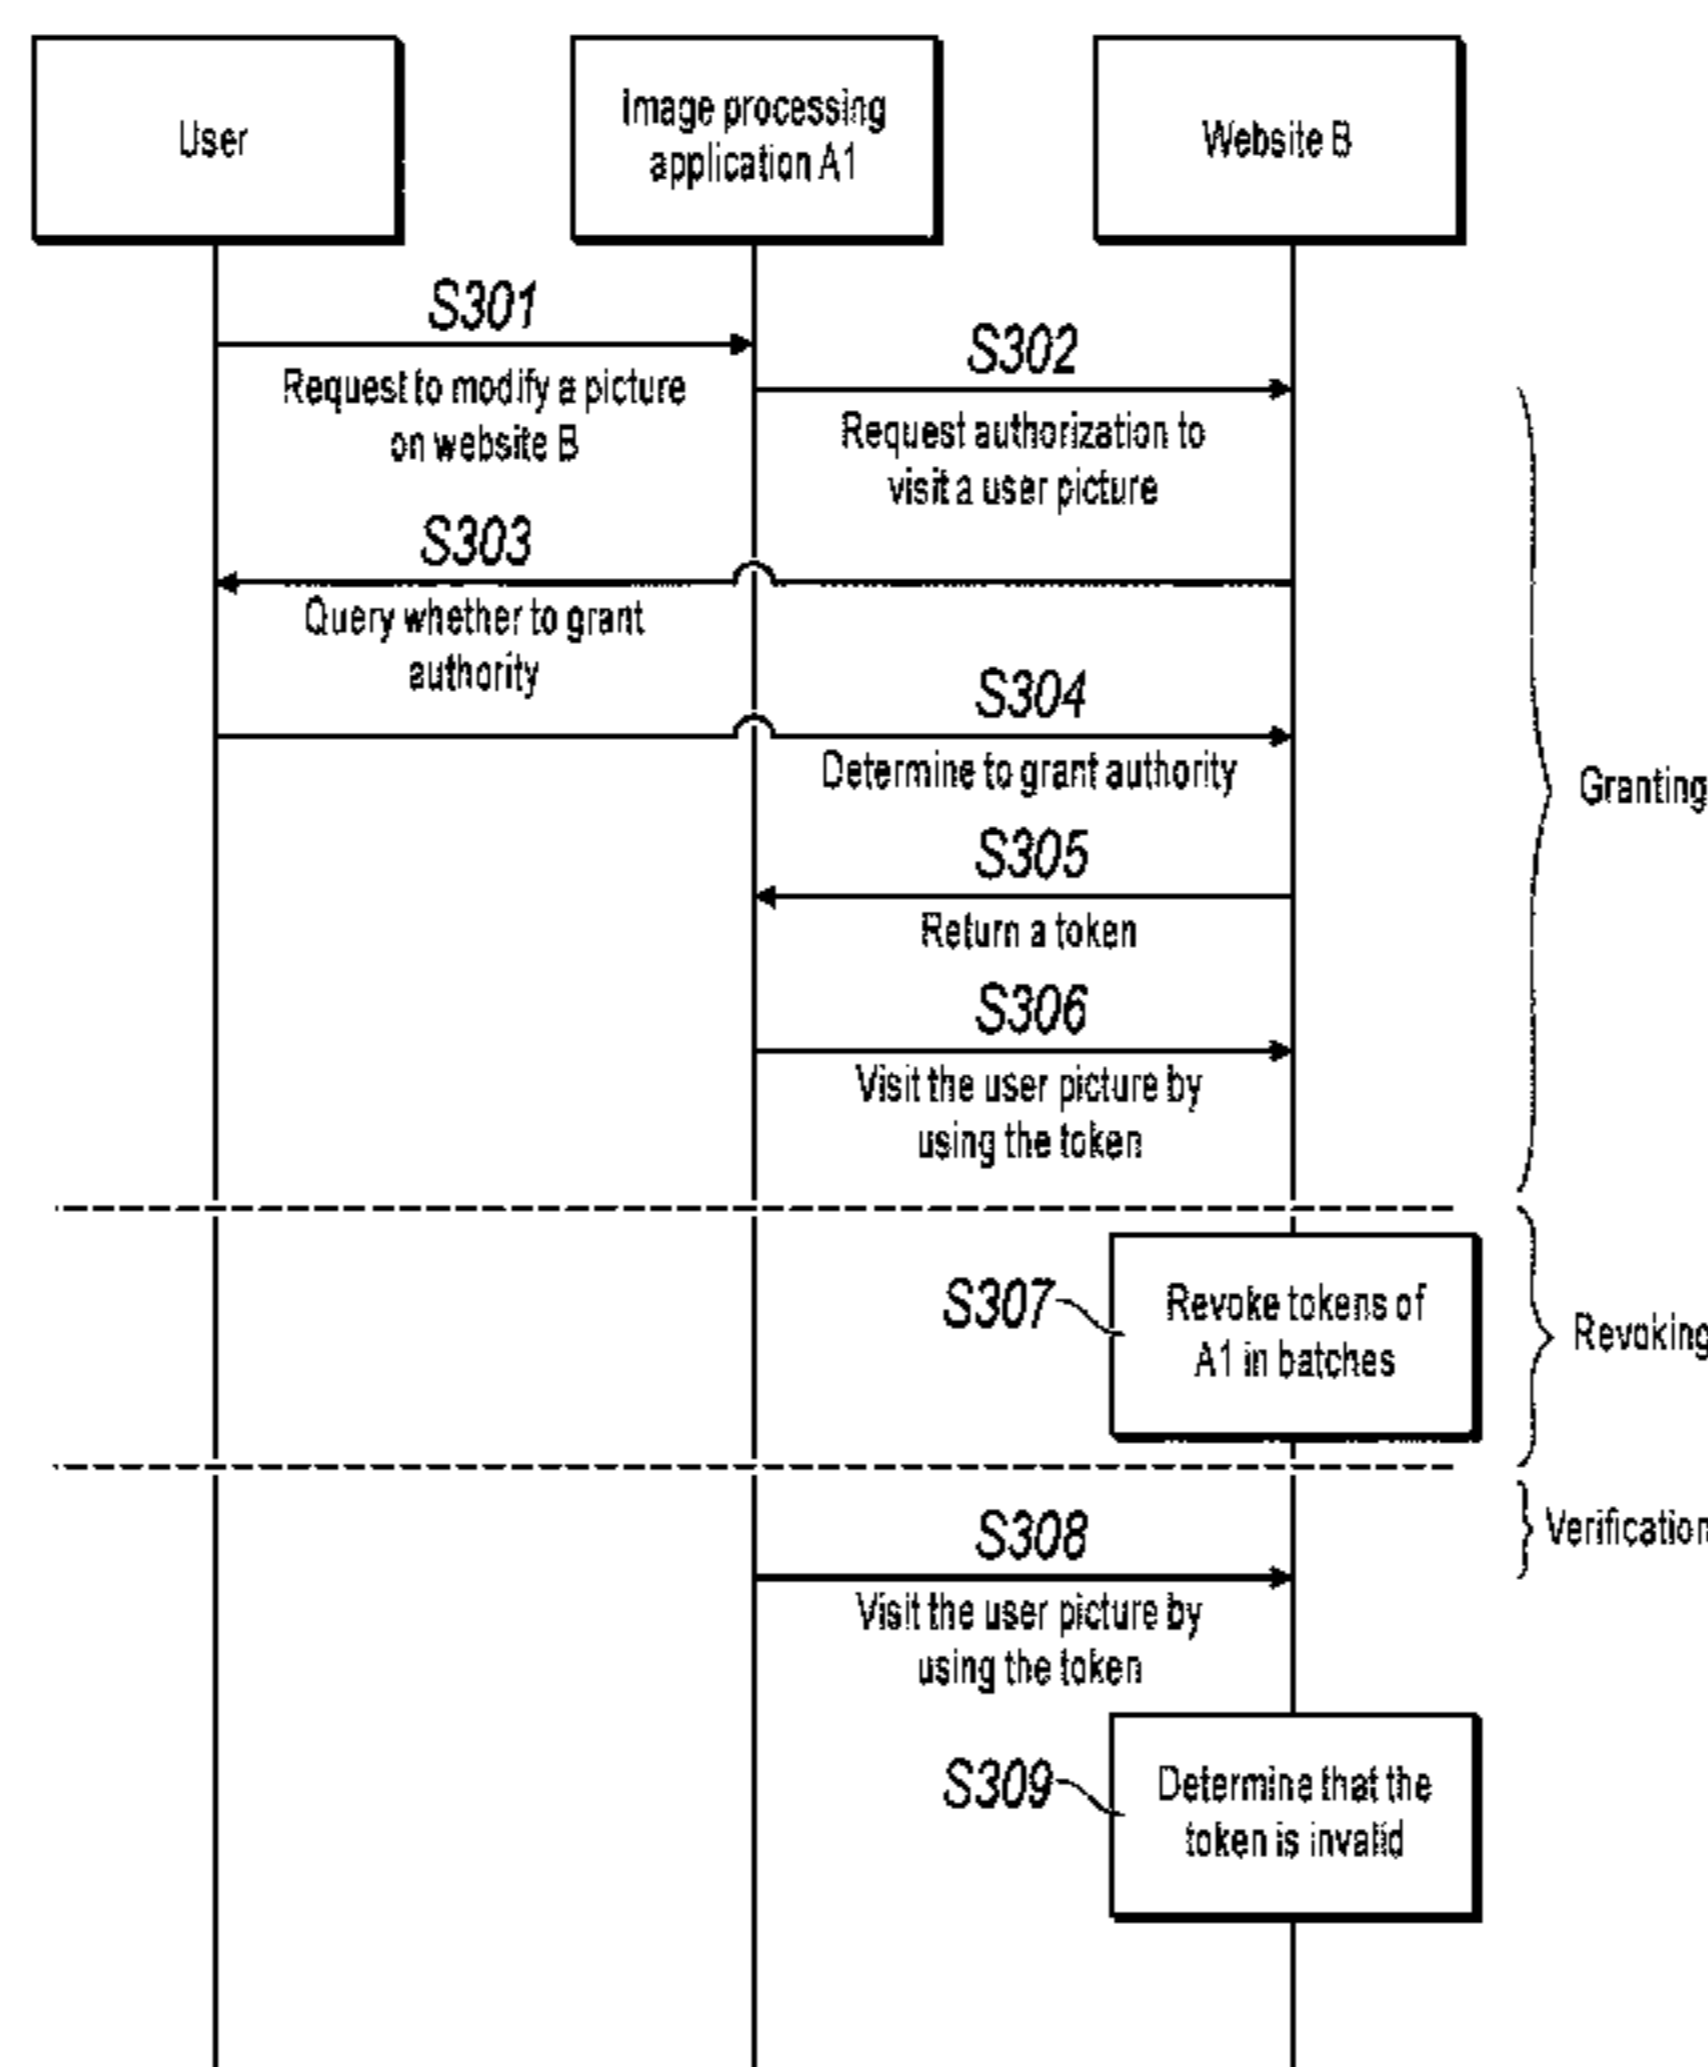 User
Image processing
application A1
Website B
S301
Request to modify a picture
on website B
S302
Request authorization to
visit a user picture
S303
Query whether to grant
authority
S304
Determine to grant authority
Granting
S305
Return a token
S306
Visit the user picture by
using the token
S307
Revoke tokens of
A1 in batches
Revoking
S308
Verification
Visit the user picture by
using the token
S309
Determine that the
token is invalid